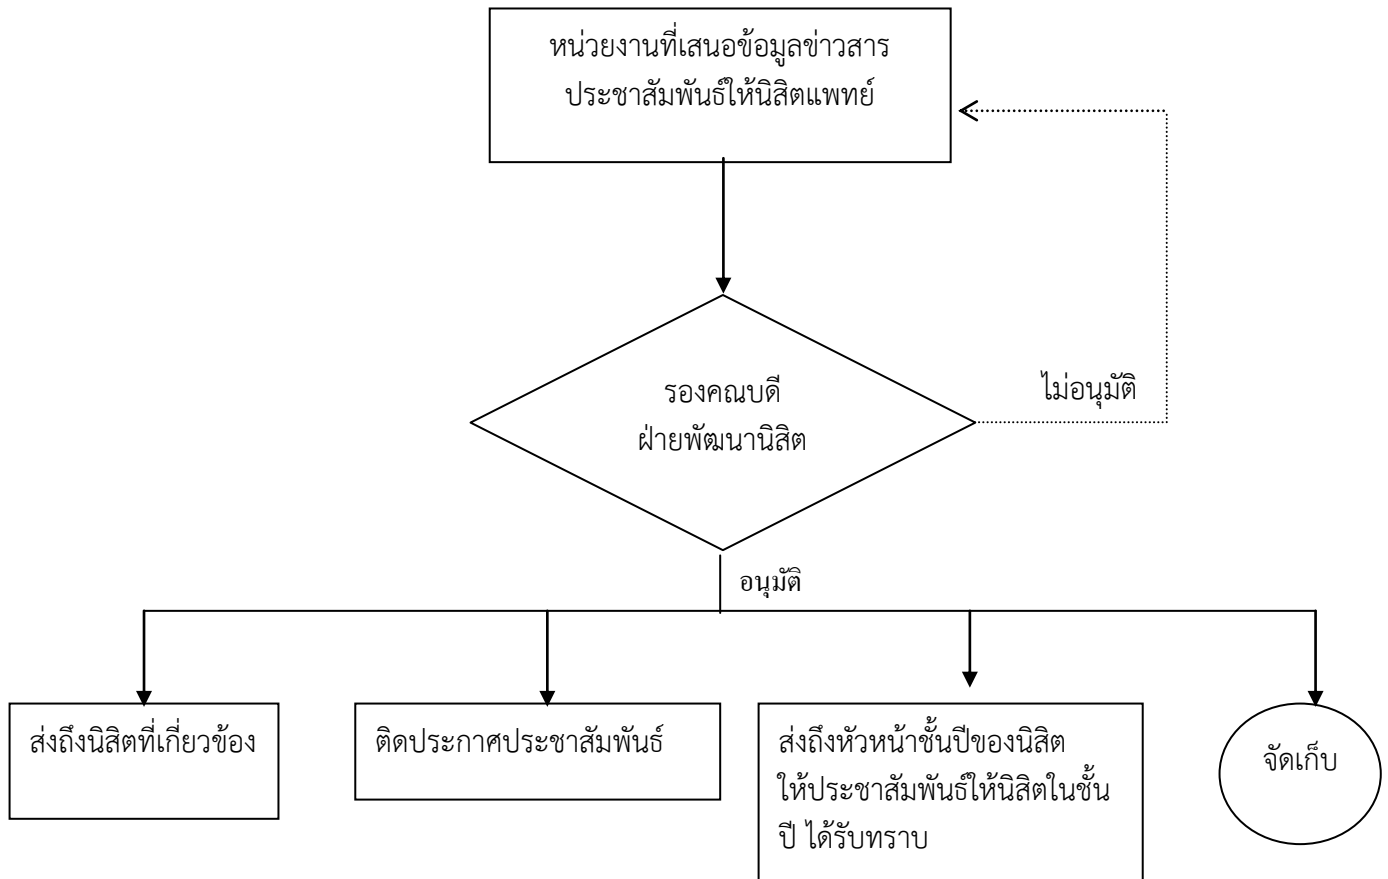 หน่วยงานที่เสนอข้อมูลข่าวสาร
ประชาสัมพันธ์ให้นิสิตแพทย์
รองคณบดี
ฝ่ายพัฒนานิสิต
ไม่อนุมัติ
อนุมัติ
ส่งถึงนิสิตที่เกี่ยวข้อง
ติดประกาศประชาสัมพันธ์
ส่งถึงหัวหน้าชั้นปีของนิสิต
ให้ประชาสัมพันธ์ให้นิสิตในชั้น
ปี ได้รับทราบ
จัดเก็บ